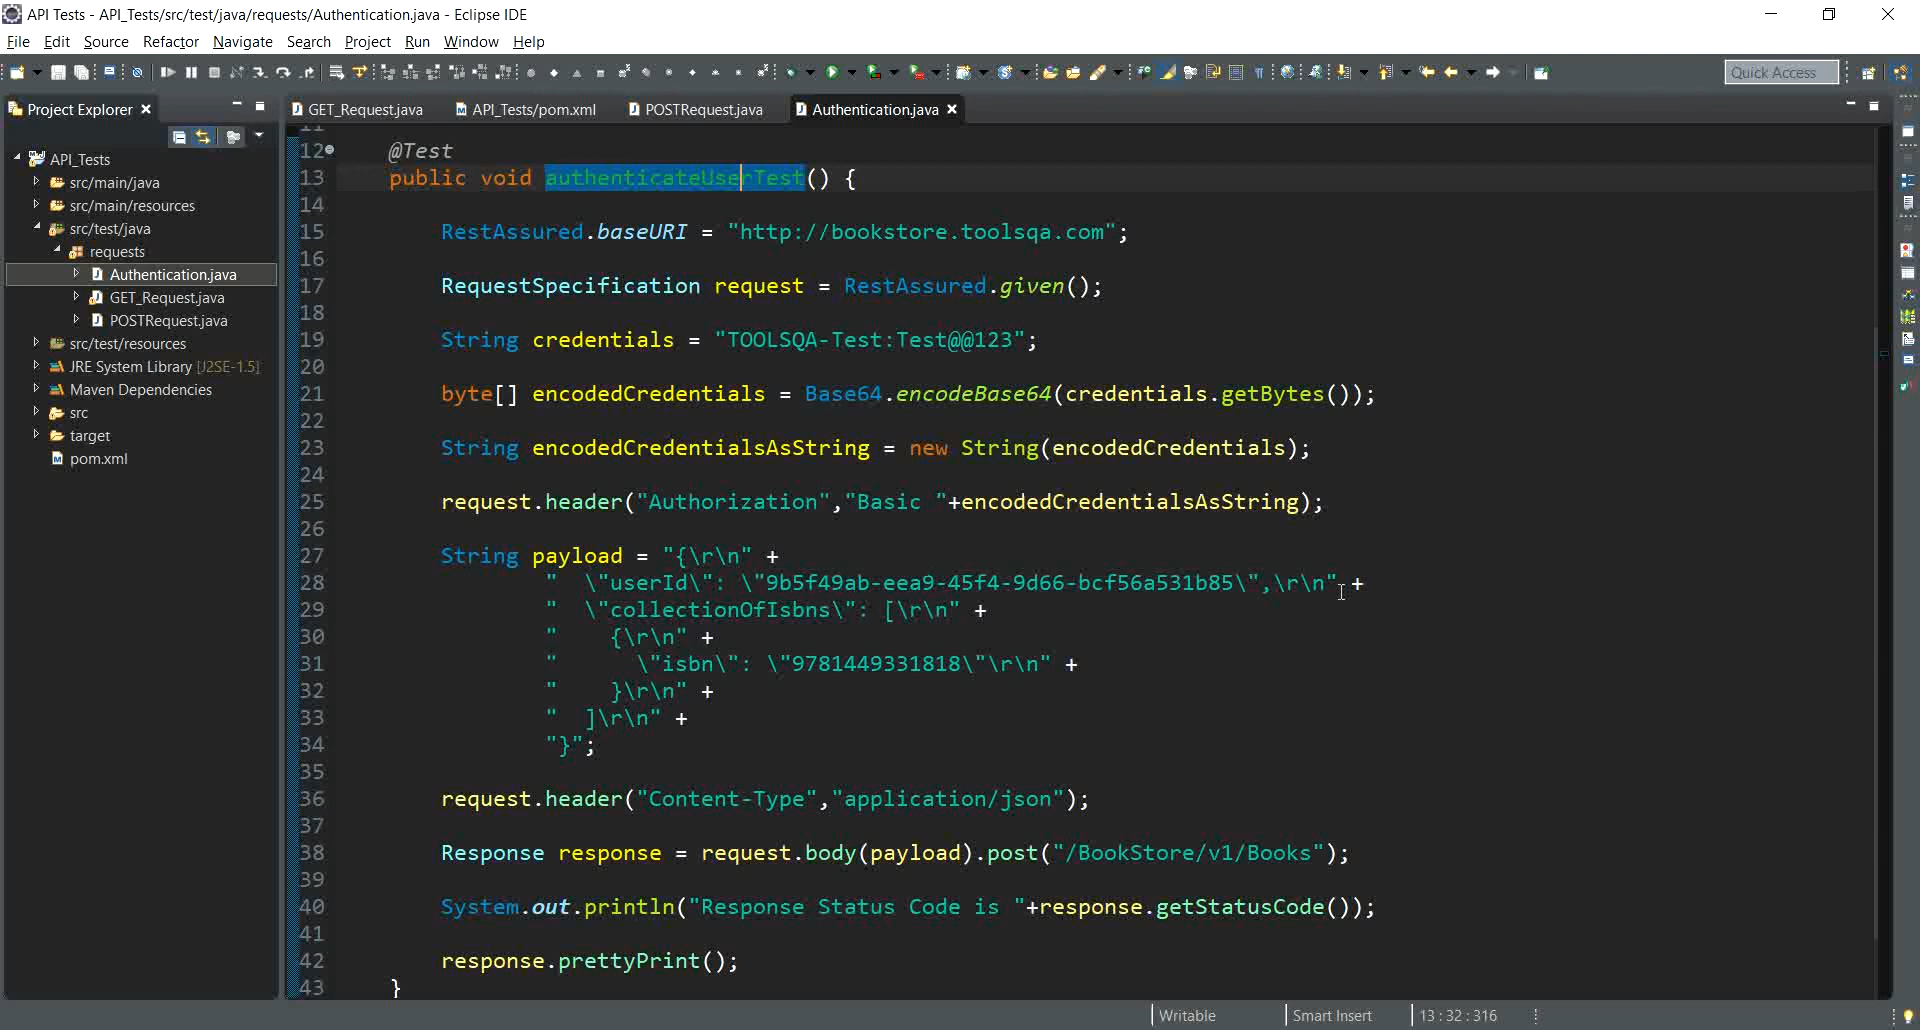 API Tests - API_Tests/src/test/java/requests/Authentication.java - Eclipse IDE
File Edit Source Refactor Navigate Search Project Run Window Help
Quick Access
Project Explorer
GET_Request.java API_Tests/pom.xml POSTRequest.java Authentication.java
API_Tests
src/main/java
src/main/resources
src/test/java
requests
Authentication.java
GET_Request.java
POSTRequest.java
src/test/resources
JRE System Library [J2SE-1.5]
Maven Dependencies
src
target
pom.xml
11
12 @Test
13 public void authenticateUserTest() {
14
15 RestAssured.baseURI = "http://bookstore.toolsqa.com";
16
17 RequestSpecification request = RestAssured.given();
18
19 String credentials = "TOOLSQA-Test:Test@@123";
20
21 byte[] encodedCredentials = Base64.encodeBase64(credentials.getBytes());
22
23 String encodedCredentialsAsString = new String(encodedCredentials);
24
25 request.header("Authorization","Basic "+encodedCredentialsAsString);
26
27 String payload = "{\r\n" +
28 "  \"userId\": \"9b5f49ab-eea9-45f4-9d66-bcf56a531b85\",\r\n" +
29 "  \"collectionOfIsbns\": [\r\n" +
30 "    {\r\n" +
31 "      \"isbn\": \"9781449331818\"\r\n" +
32 "    }\r\n" +
33 "  ]\r\n" +
34 "}";
35
36 request.header("Content-Type","application/json");
37
38 Response response = request.body(payload).post("/BookStore/v1/Books");
39
40 System.out.println("Response Status Code is "+response.getStatusCode());
41
42 response.prettyPrint();
43 }
Writable Smart Insert 13 : 32 : 316